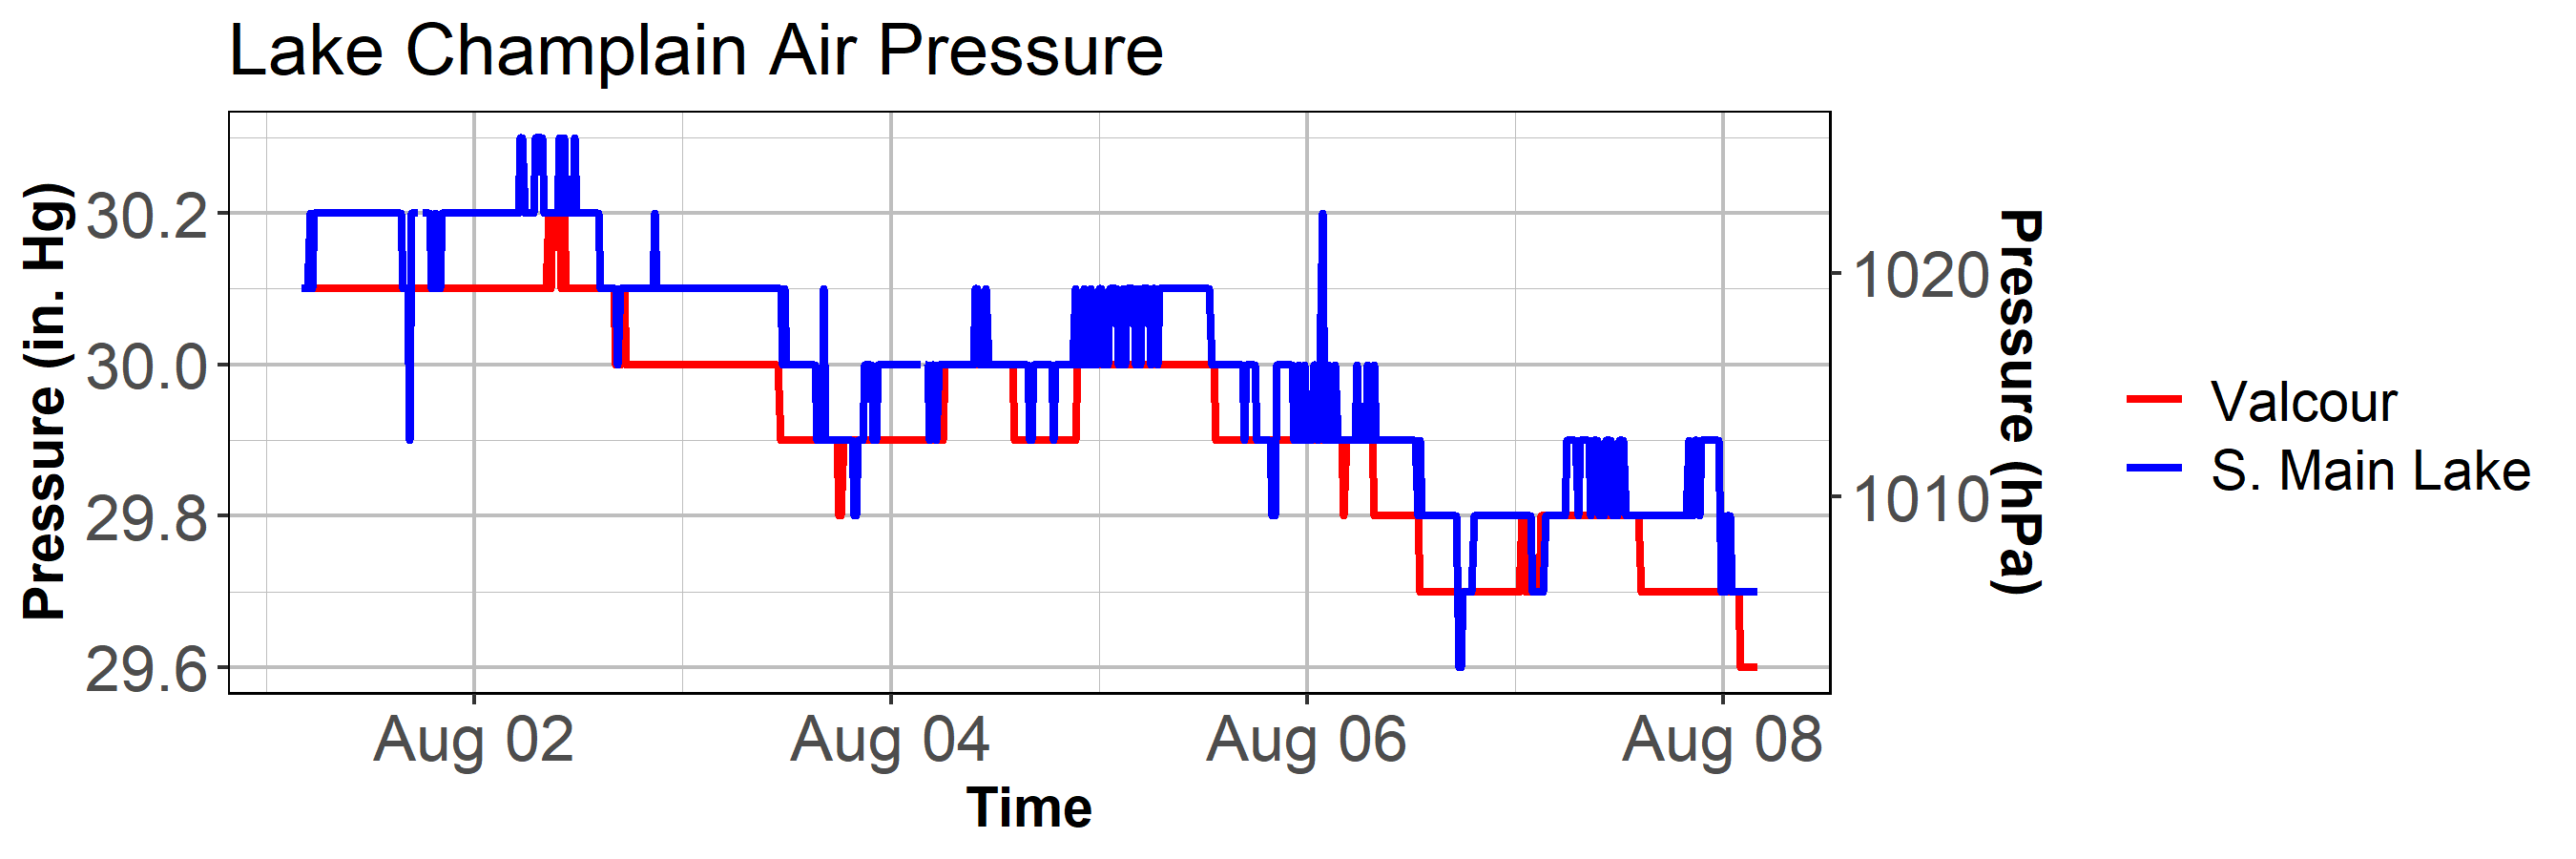 Lake Champlain Air Pressure
Pressure (in. Hg)
30.2
30.0
29.8
29.6
1020
1010
Pressure (hPa)
Valcour
S. Main Lake
Aug 02
Aug 04
Aug 06
Aug 08
Time